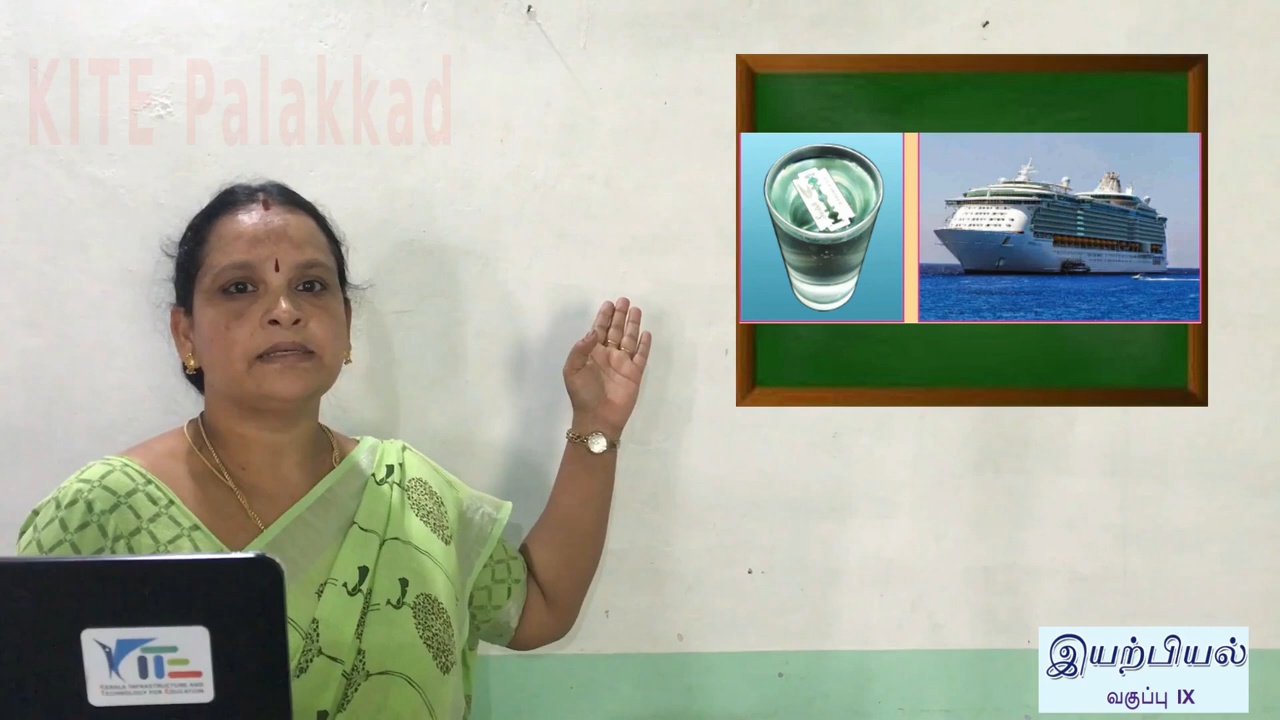 KITE Palakkad
KITE
KERALA INFRASTRUCTURE AND
TECHNOLOGY FOR EDUCATION
இயற்பியல்
வகுப்பு IX